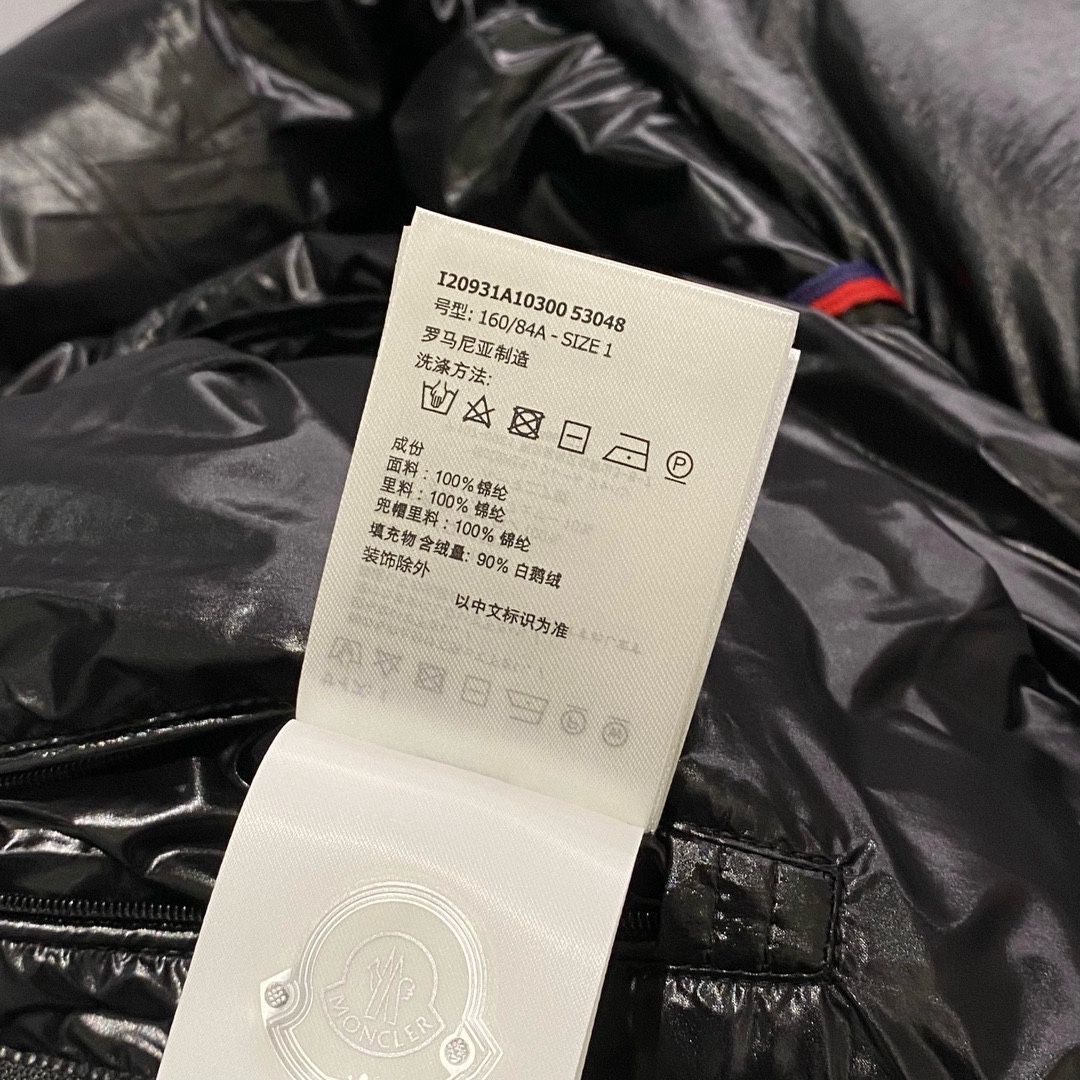 I20931A10300 53048
号型: 160/84A - SIZE 1
罗马尼亚制造
洗涤方法:
P
成份
面料 : 100% 锦纶
里料 : 100% 锦纶
兜帽里料 : 100% 锦纶
填充物 含绒量: 90% 白鹅绒
装饰除外
以中文标识为准
MONCLER